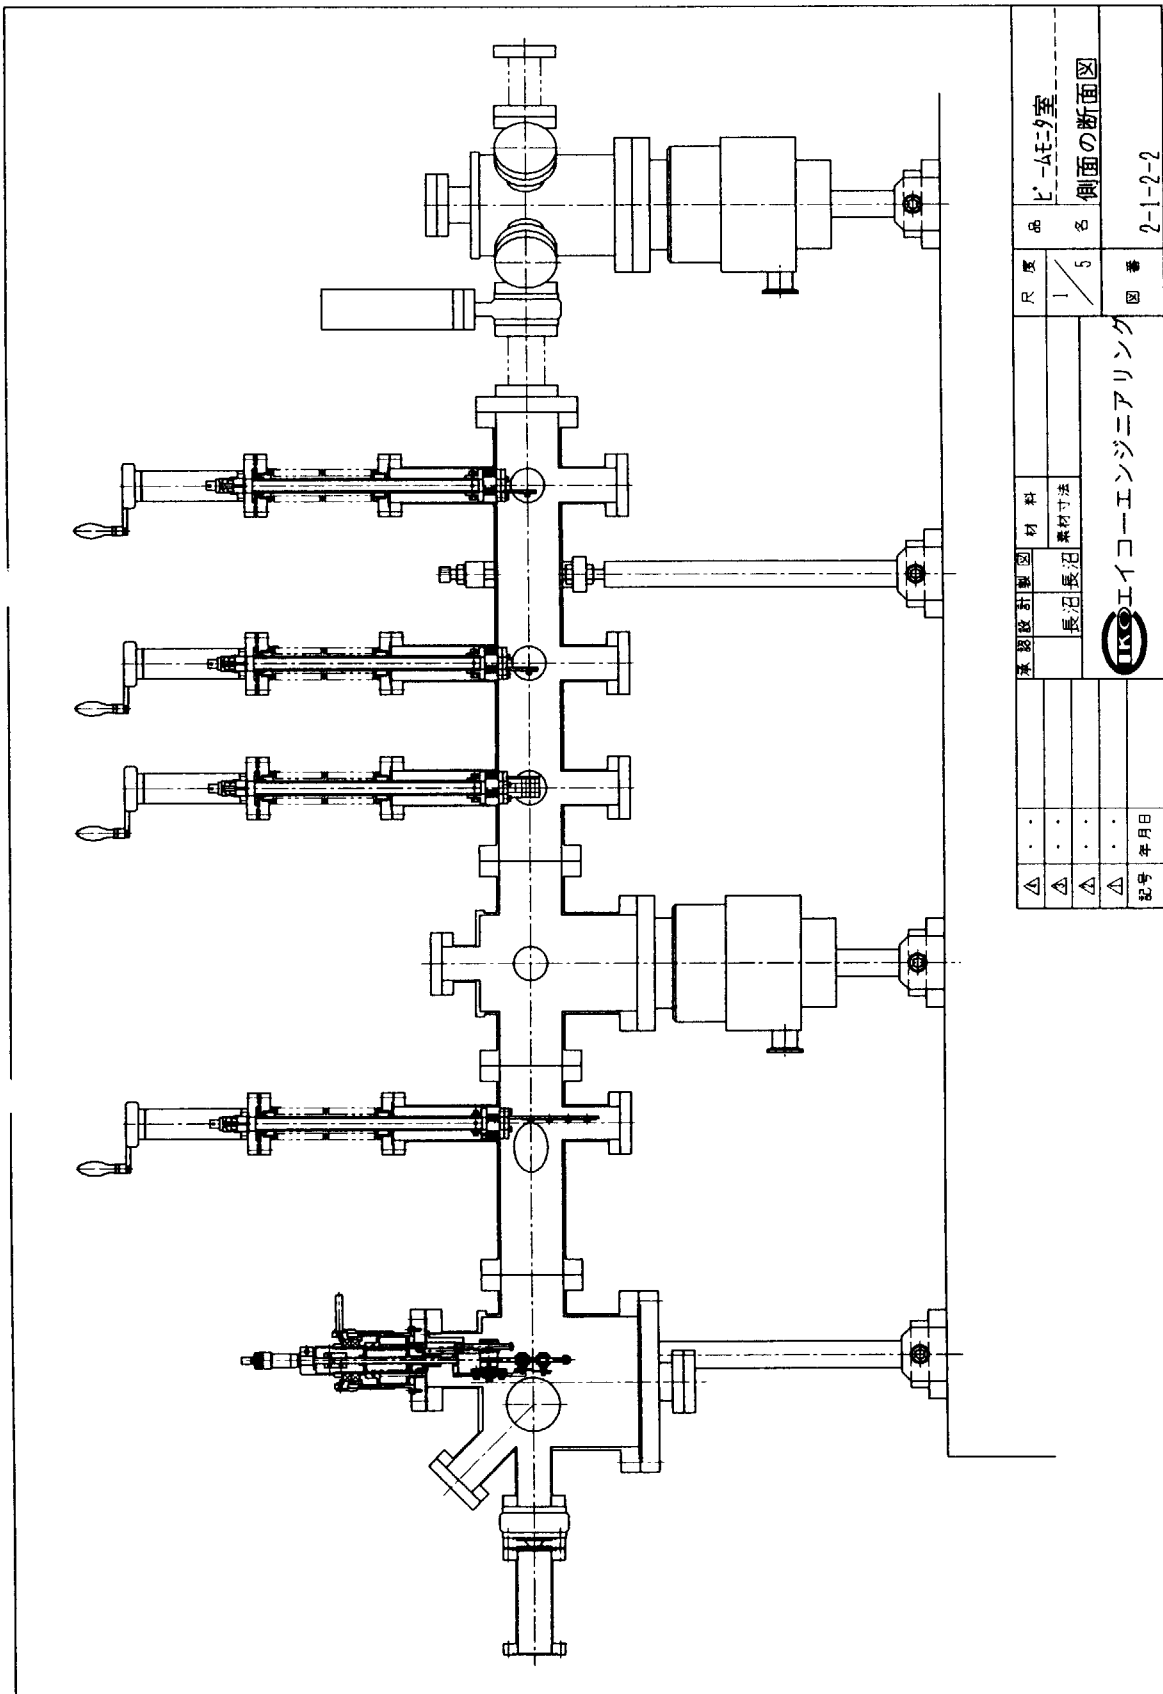 品名
ビームモニタ室
側面の断面図
尺度
1/5
図番
2-1-2-2
材料
素材寸法
承認 設計 製図
長沼 長沼
エイコーエンジニアリング
記号 年月日